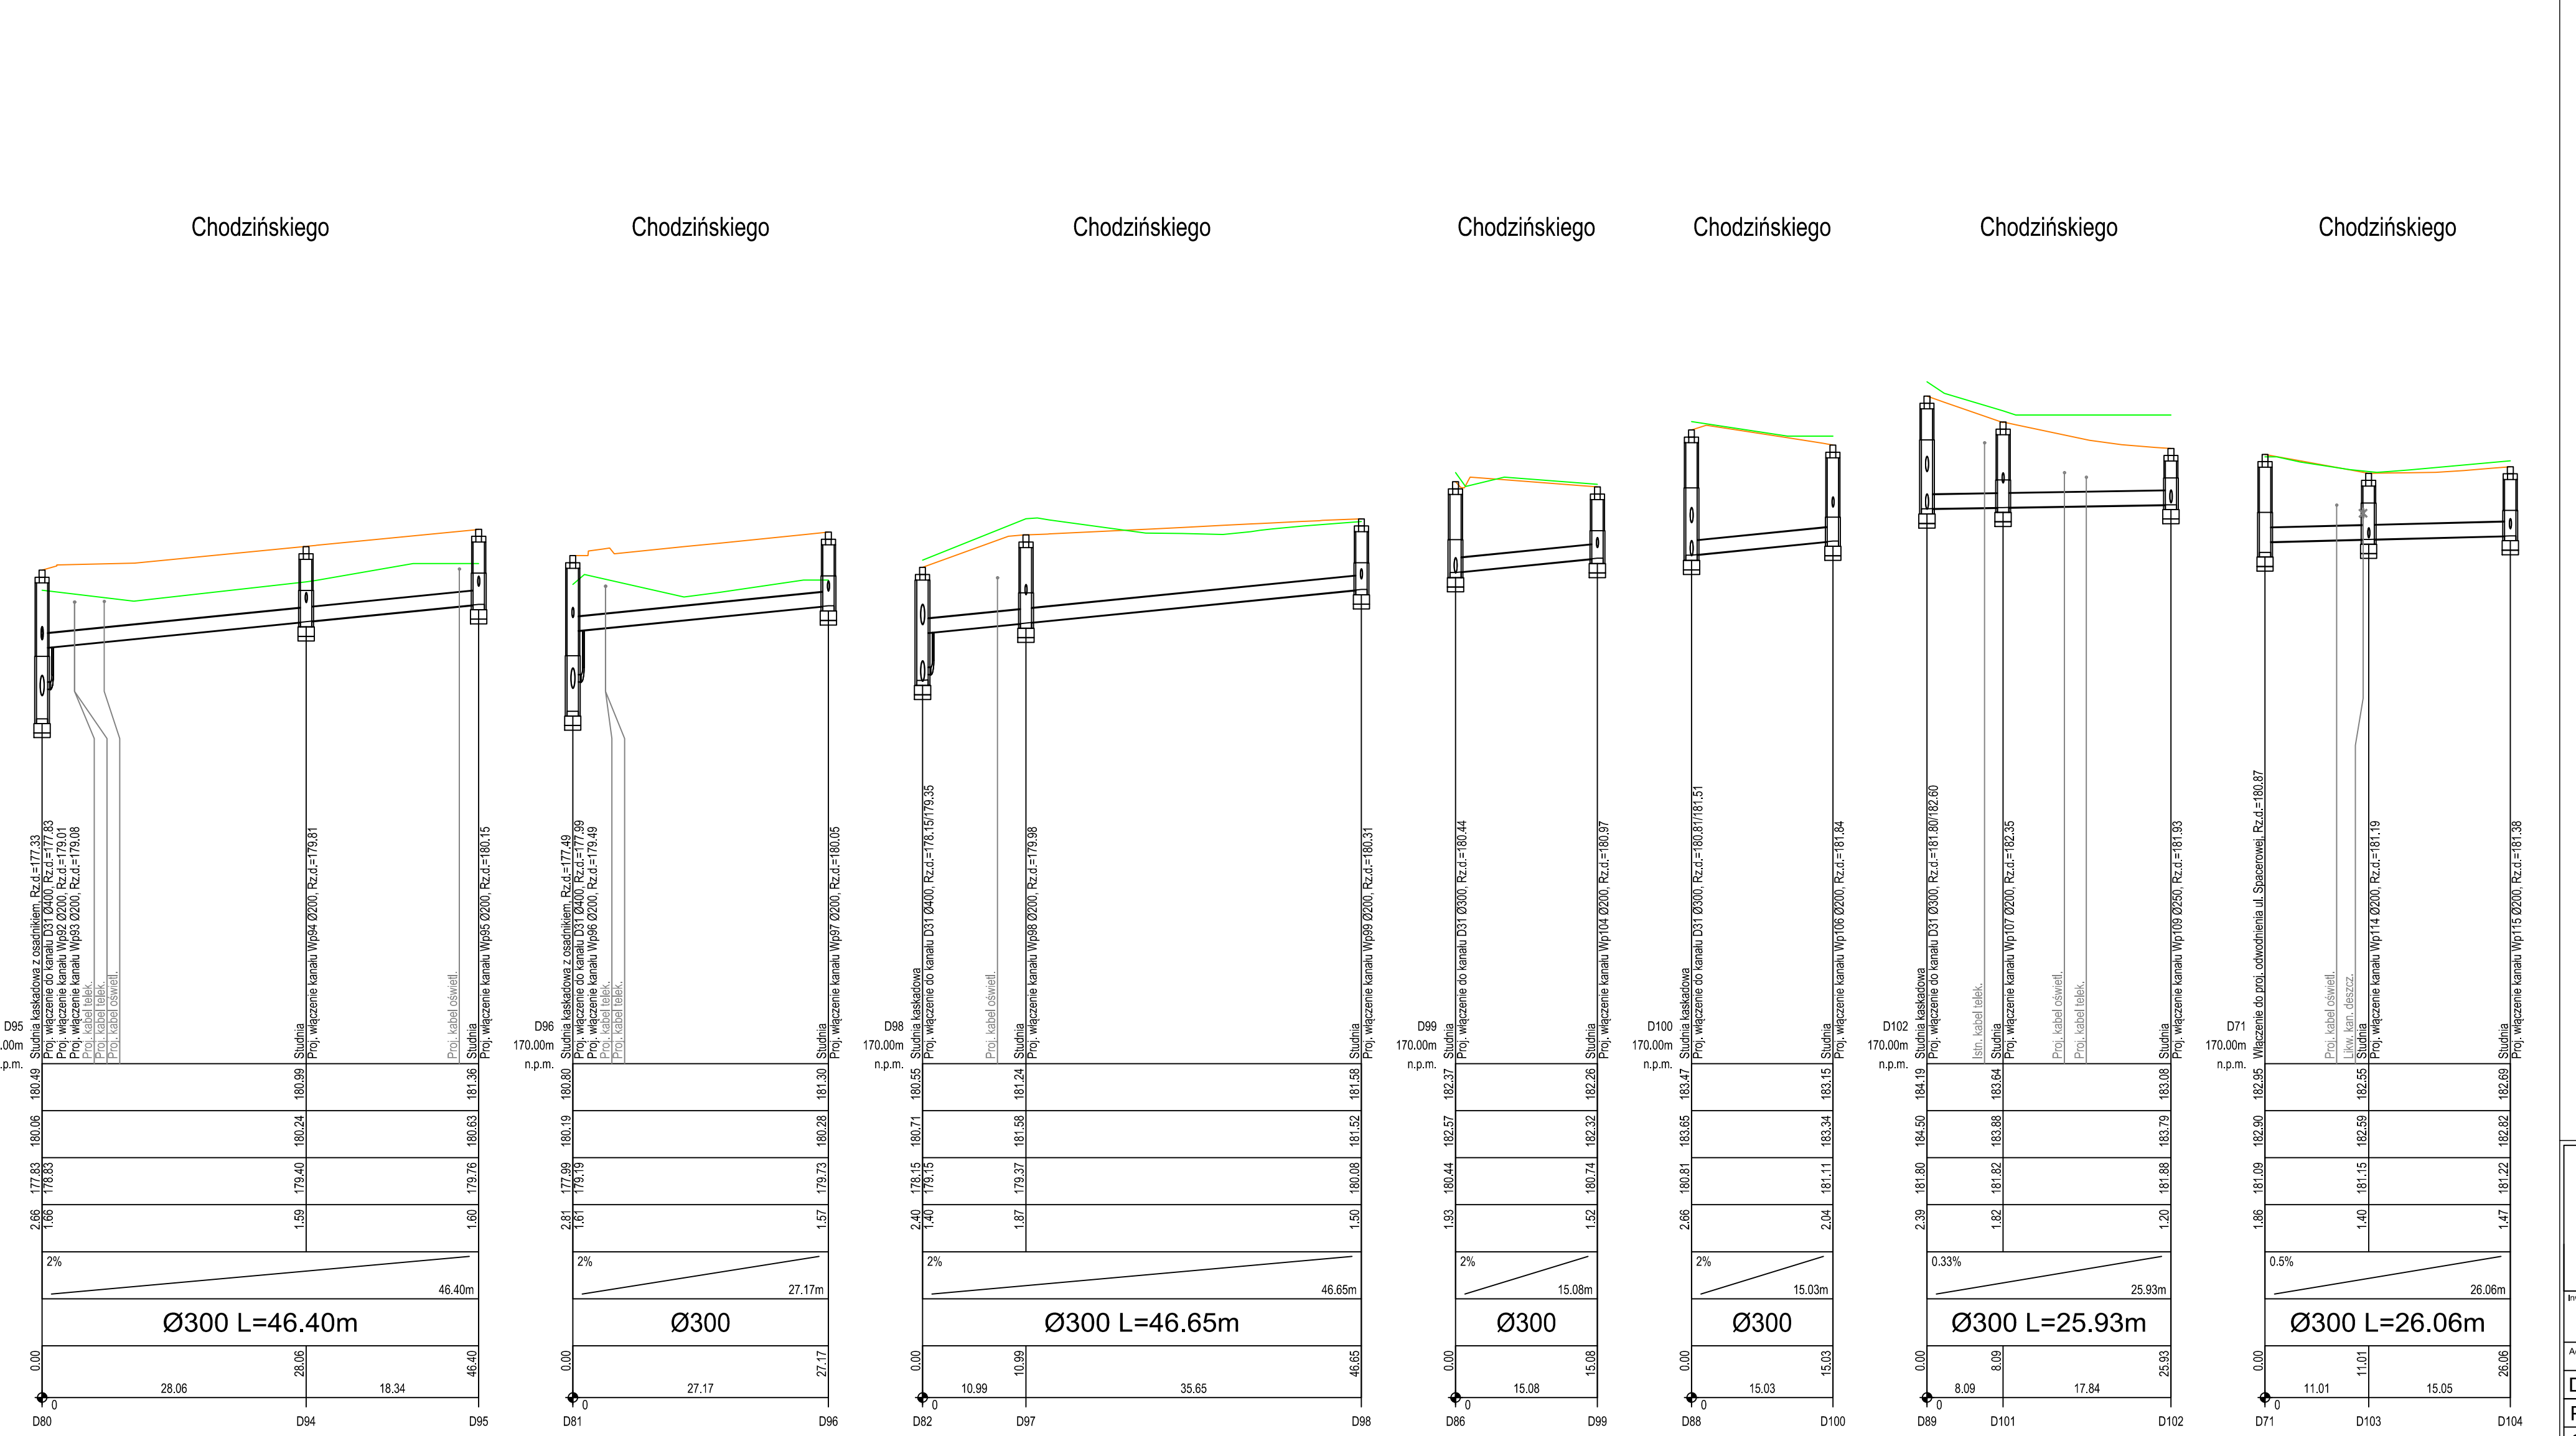 Chodzińskiego
Chodzińskiego
Chodzińskiego
Chodzińskiego
Chodzińskiego
Chodzińskiego
Chodzińskiego
D95
.00m
.p.m.
Studnia kaskadowa z osadnikiem, Rz.d.=177.33
Proj. włączenie do kanału D31 Ø400, Rz.d.=177.83
Proj. włączenie kanału Wp92 Ø200, Rz.d.=179.01
Proj. włączenie kanału Wp93 Ø200, Rz.d.=179.08
Proj. kabel telek.
Proj. kabel telek.
Proj. kabel oświetl.
Studnia
Proj. włączenie kanału Wp94 Ø200, Rz.d.=179.81
Proj. kabel oświetl.
Studnia
Proj. włączenie kanału Wp95 Ø200, Rz.d.=180.15
180.49 180.99 181.36
180.06 180.24 180.63
177.83 178.83 179.40 179.76
2.66 1.66 1.59 1.60
2%
46.40m
Ø300 L=46.40m
0.00 28.06 46.40
28.06 18.34
0
D80 D94 D95
D96
170.00m
n.p.m.
Studnia kaskadowa z osadnikiem, Rz.d.=177.49
Proj. włączenie do kanału D31 Ø400, Rz.d.=177.99
Proj. włączenie kanału Wp96 Ø200, Rz.d.=179.49
Proj. kabel telek.
Proj. kabel telek.
Studnia
Proj. włączenie kanału Wp97 Ø200, Rz.d.=180.05
180.80 181.30
180.19 180.28
177.99 179.19 179.73
2.81 1.61 1.57
2%
27.17m
Ø300
0.00 27.17
27.17
0
D81 D96
D98
170.00m
n.p.m.
Studnia kaskadowa
Proj. włączenie do kanału D31 Ø400, Rz.d.=178.15/179.35
Proj. kabel oświetl.
Studnia
Proj. włączenie kanału Wp98 Ø200, Rz.d.=179.98
Studnia
Proj. włączenie kanału Wp99 Ø200, Rz.d.=180.31
180.55 181.24 181.58
180.71 181.58 181.52
178.15 179.15 179.37 180.08
2.40 1.40 1.87 1.50
2%
46.65m
Ø300 L=46.65m
0.00 10.99 46.65
10.99 35.65
0
D82 D97 D98
D99
170.00m
n.p.m.
Studnia
Proj. włączenie do kanału D31 Ø300, Rz.d.=180.44
Studnia
Proj. włączenie kanału Wp104 Ø200, Rz.d.=180.97
182.37 182.26
182.57 182.32
180.44 180.74
1.93 1.52
2%
15.08m
Ø300
0.00 15.08
15.08
0
D86 D99
D100
170.00m
n.p.m.
Studnia kaskadowa
Proj. włączenie do kanału D31 Ø300, Rz.d.=180.81/181.51
Studnia
Proj. włączenie kanału Wp106 Ø200, Rz.d.=181.84
183.47 183.15
183.65 183.34
180.81 181.11
2.66 2.04
2%
15.03m
Ø300
0.00 15.03
15.03
0
D88 D100
D102
170.00m
n.p.m.
Studnia kaskadowa
Proj. włączenie do kanału D31 Ø300, Rz.d.=181.80/182.60
Istn. kabel telek.
Studnia
Proj. włączenie kanału Wp107 Ø200, Rz.d.=182.35
Proj. kabel oświetl.
Proj. kabel telek.
Studnia
Proj. włączenie kanału Wp109 Ø250, Rz.d.=181.93
184.19 183.64 183.08
184.50 183.88 183.79
181.80 181.82 181.88
2.39 1.82 1.20
0.33%
25.93m
Ø300 L=25.93m
0.00 8.09 25.93
8.09 17.84
0
D89 D101 D102
D71
170.00m
n.p.m.
Właczenie do proj. odwodnienia ul. Spacerowej, Rz.d.=180.87
Proj. kabel oświetl.
Likw. kan. deszcz.
Studnia
Proj. włączenie kanału Wp114 Ø200, Rz.d.=181.19
Studnia
Proj. włączenie kanału Wp115 Ø200, Rz.d.=181.38
182.95 182.55 182.69
182.90 182.59 182.82
181.09 181.15 181.22
1.86 1.40 1.47
0.5%
26.06m
Ø300 L=26.06m
0.00 11.01 26.06
11.01 15.05
0
D71 D103 D104